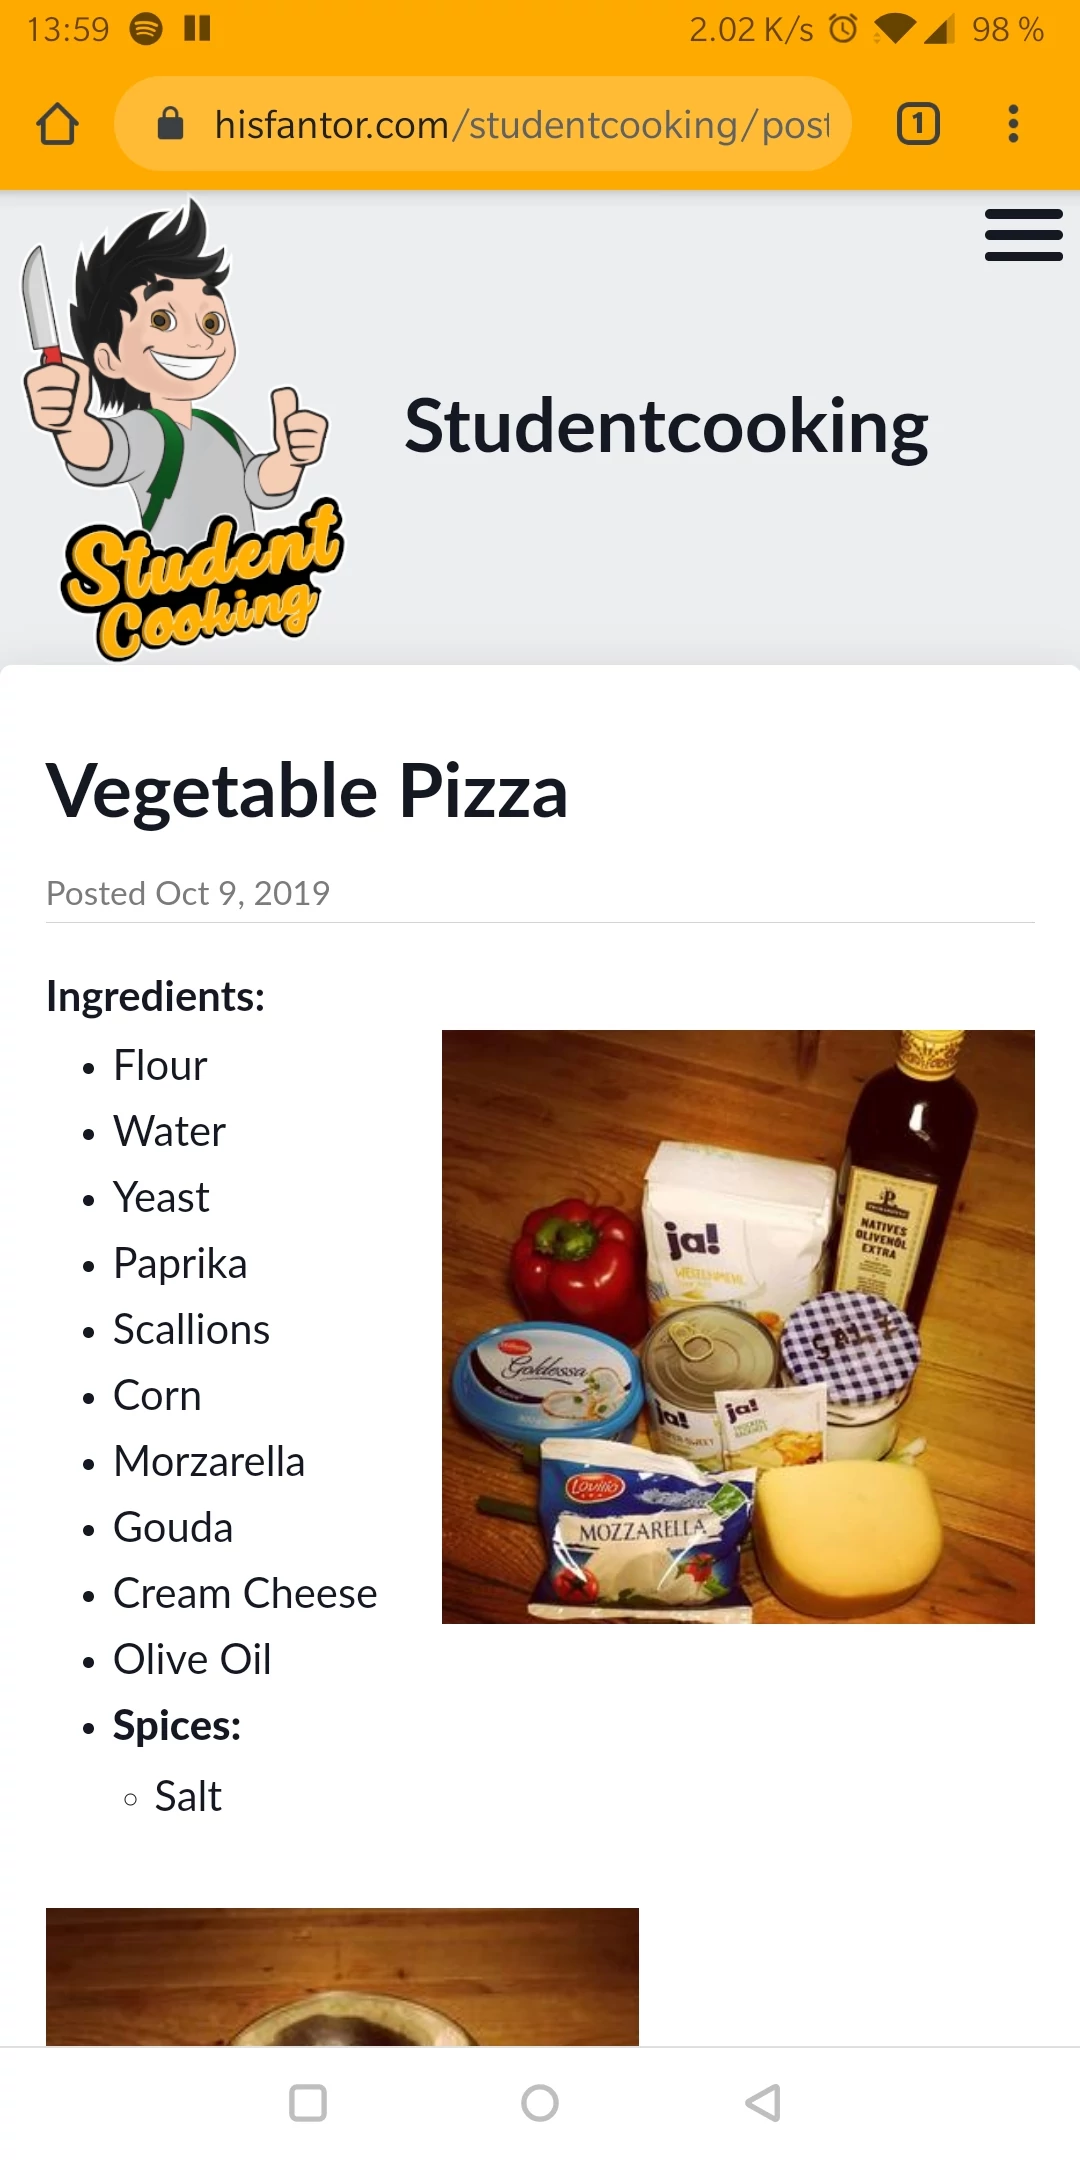 13:59
2.02 K/s
98 %
hisfantor.com/studentcooking/post
1
Student
Cooking
Studentcooking
Vegetable Pizza
Posted Oct 9, 2019
Ingredients:
Flour
Water
Yeast
Paprika
Scallions
Corn
Morzarella
Gouda
Cream Cheese
Olive Oil
Spices:
Salt
NATIVES
OLIVENÖL
EXTRA
ja!
WEIZENMEHL
SALZ
Goldessa
ja!
ja!
Lovilio
MOZZARELLA